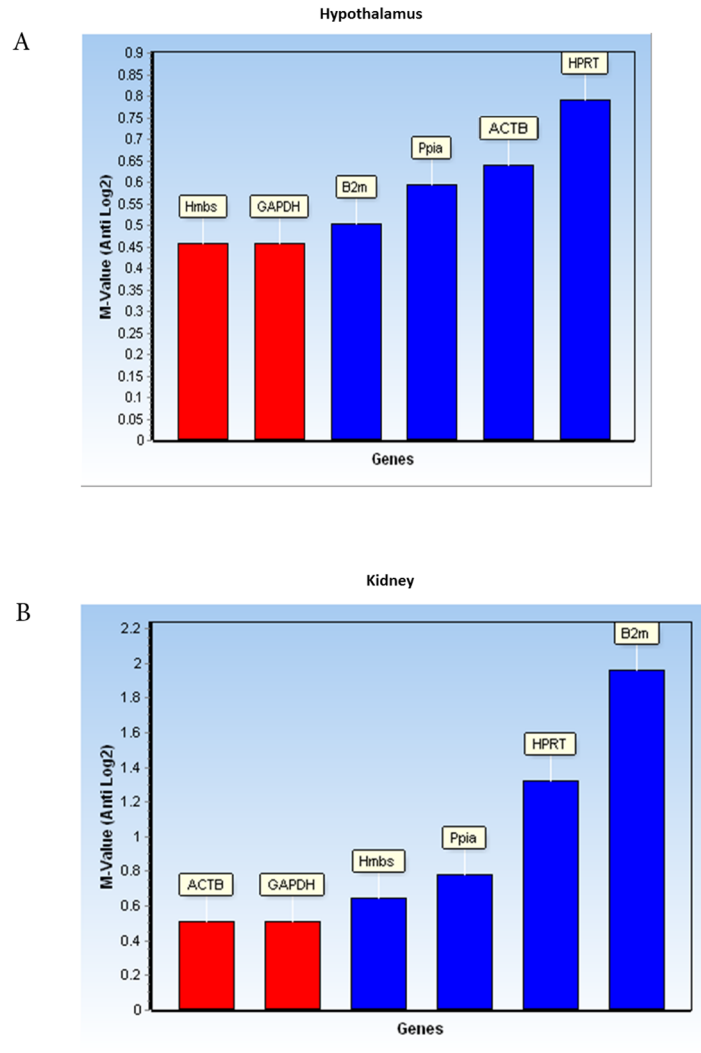 Hypothalamus
A
0.9
0.85
0.8
0.75
0.7
0.65
0.6
0.55
0.5
0.45
0.4
0.35
0.3
0.25
0.2
0.15
0.1
0.05
0
M-Value (Anti Log2)
Hmbs
GAPDH
B2m
Ppia
ACTB
HPRT
Genes
Kidney
B
2.2
2
1.8
1.6
1.4
1.2
1
0.8
0.6
0.4
0.2
0
M-Value (Anti Log2)
ACTB
GAPDH
Hmbs
Ppia
HPRT
B2m
Genes